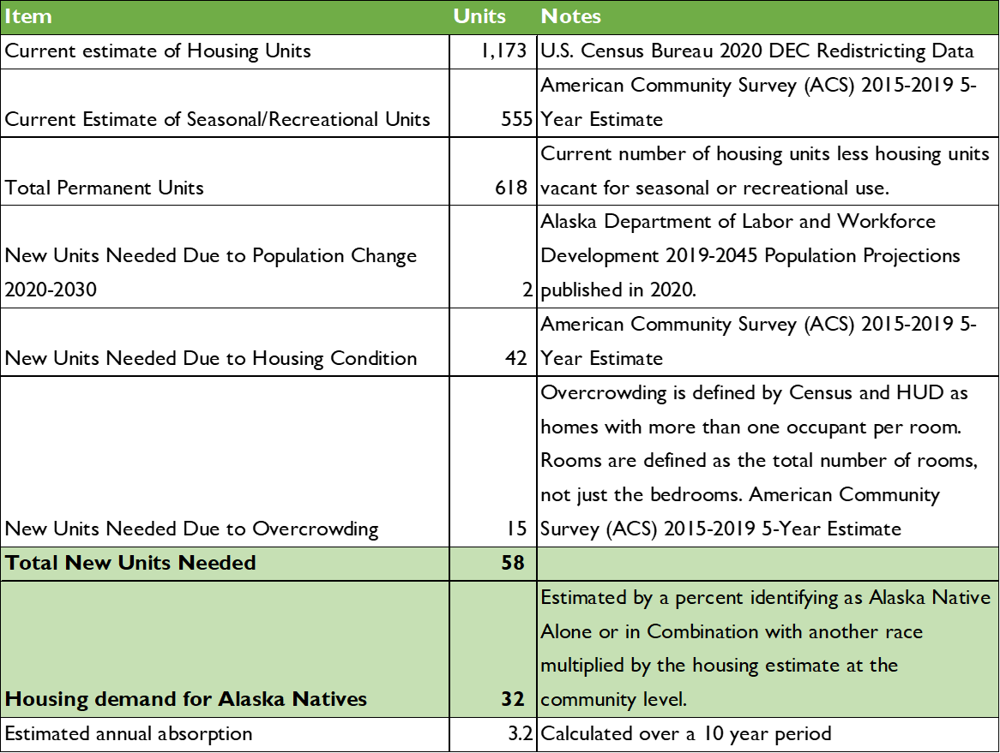 Item Units Notes
Current estimate of Housing Units 1,173 U.S. Census Bureau 2020 DEC Redistricting Data
American Community Survey (ACS) 2015-2019 5-
Current Estimate of Seasonal/Recreational Units 555 Year Estimate
Current number of housing units less housing units
Total Permanent Units 618 vacant for seasonal or recreational use.
Alaska Department of Labor and Workforce
New Units Needed Due to Population Change Development 2019-2045 Population Projections
2020-2030 2 published in 2020.
American Community Survey (ACS) 2015-2019 5-
New Units Needed Due to Housing Condition 42 Year Estimate
Overcrowding is defined by Census and HUD as
homes with more than one occupant per room.
Rooms are defined as the total number of rooms,
not just the bedrooms. American Community
New Units Needed Due to Overcrowding 15 Survey (ACS) 2015-2019 5-Year Estimate
Total New Units Needed 58
Estimated by a percent identifying as Alaska Native
Alone or in Combination with another race
multiplied by the housing estimate at the
Housing demand for Alaska Natives 32 community level.
Estimated annual absorption 3.2 Calculated over a 10 year period